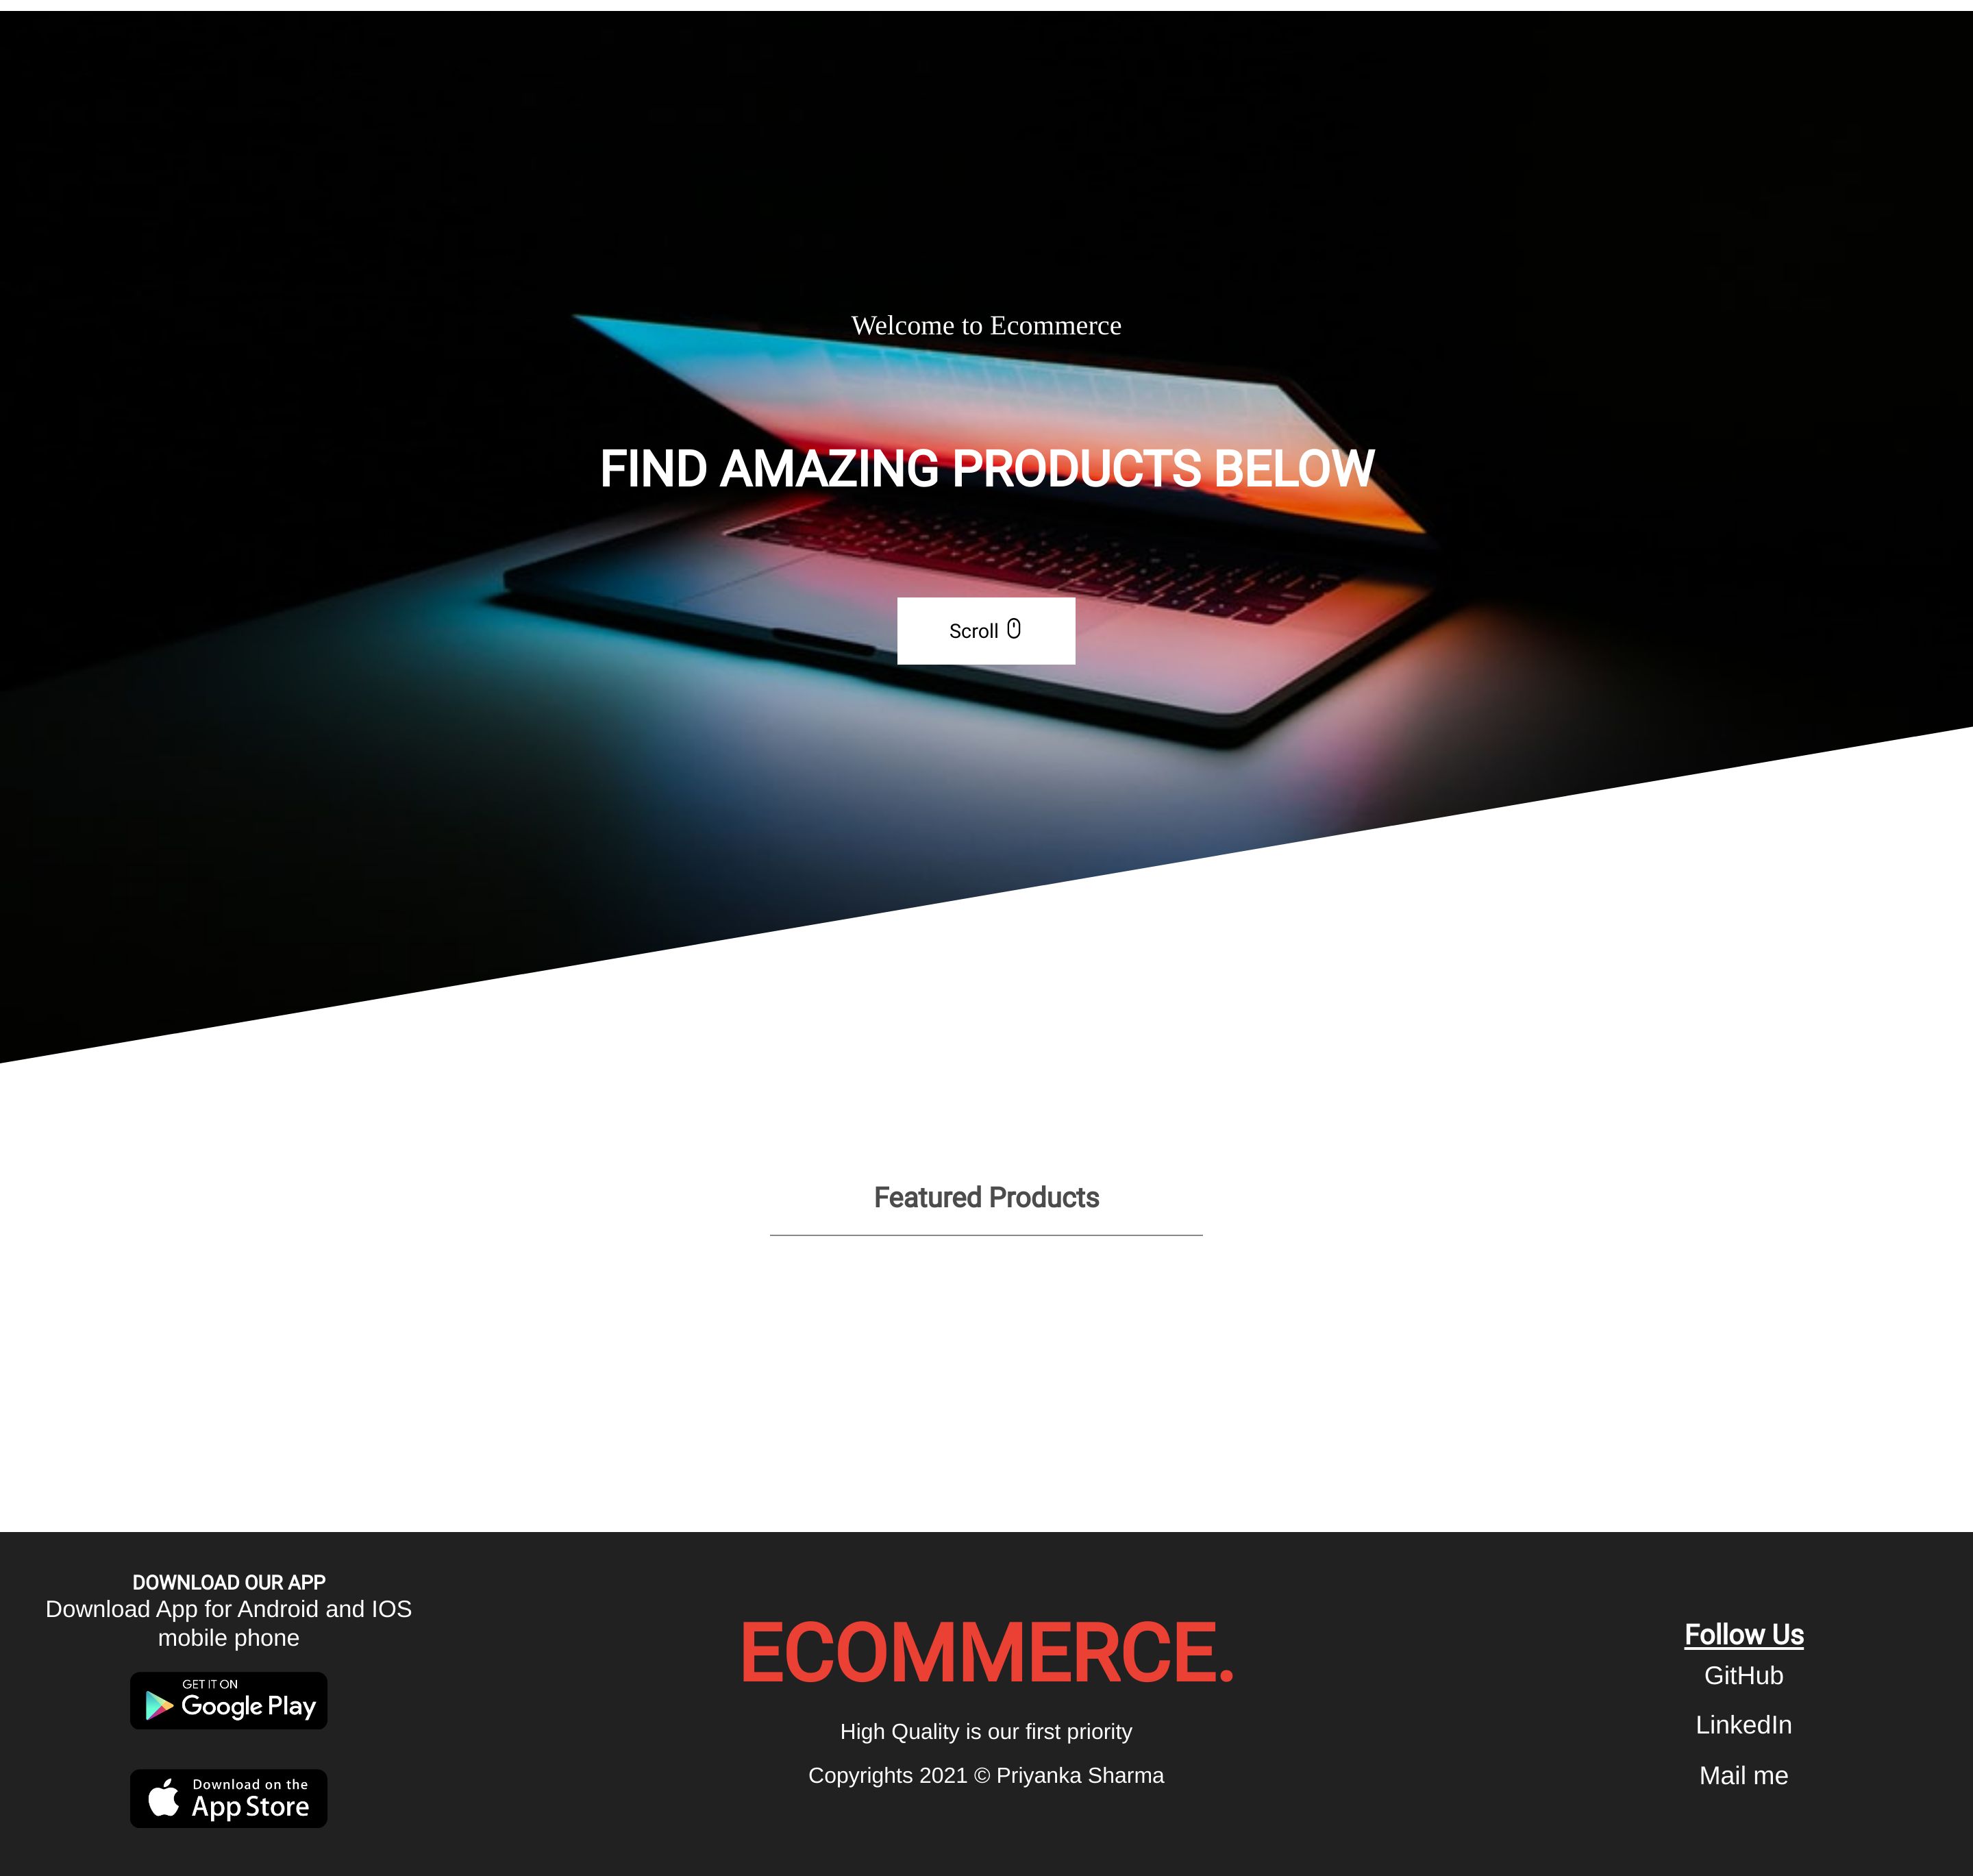 Welcome to Ecommerce
FIND AMAZING PRODUCTS BELOW
Scroll
Featured Products
DOWNLOAD OUR APP
Download App for Android and IOS
mobile phone
GET IT ON
Google Play
Download on the
App Store
ECOMMERCE.
High Quality is our first priority
Copyrights 2021 © Priyanka Sharma
Follow Us
GitHub
LinkedIn
Mail me